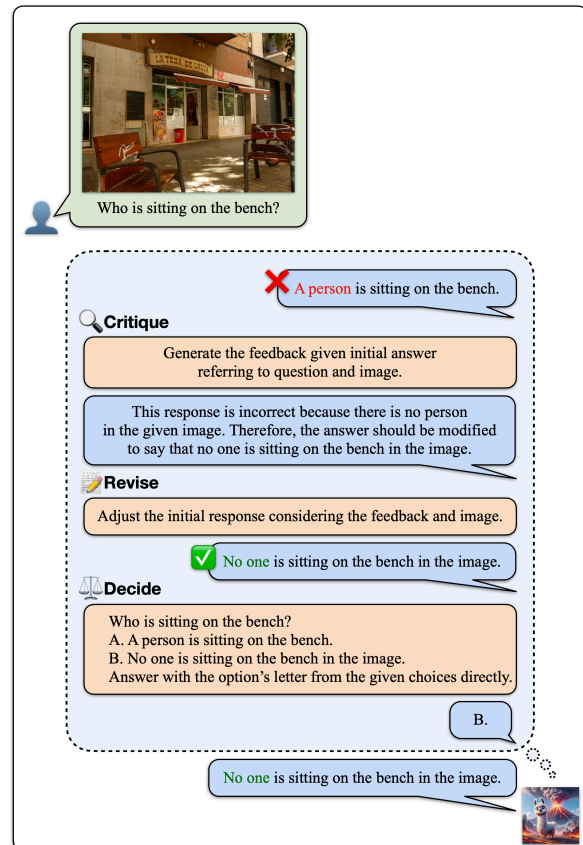 LA TECA DE L'AVIA
Who is sitting on the bench?
A person is sitting on the bench.
Critique
Generate the feedback given initial answer
referring to question and image.
This response is incorrect because there is no person
in the given image. Therefore, the answer should be modified
to say that no one is sitting on the bench in the image.
Revise
Adjust the initial response considering the feedback and image.
No one is sitting on the bench in the image.
Decide
Who is sitting on the bench?
A. A person is sitting on the bench.
B. No one is sitting on the bench in the image.
Answer with the option’s letter from the given choices directly.
B.
No one is sitting on the bench in the image.